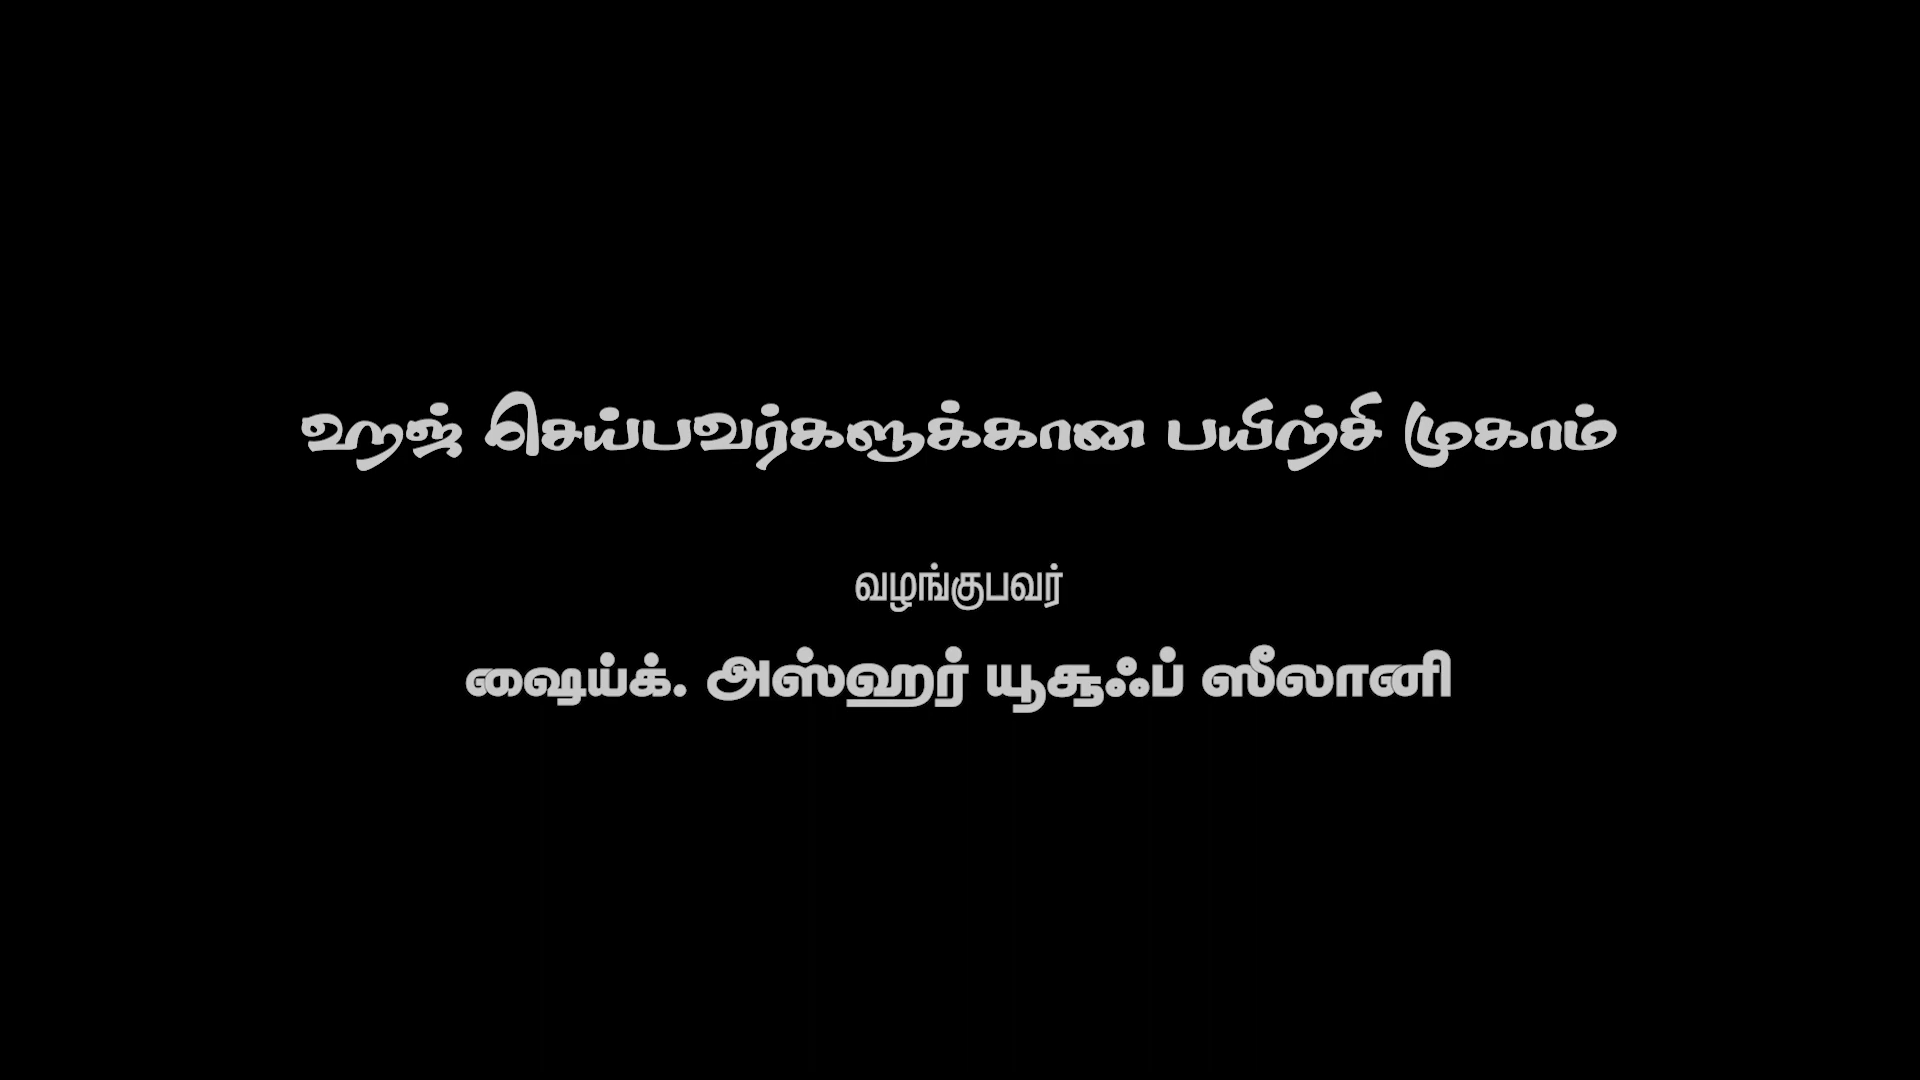 ஹஜ் செய்பவர்களுக்கான பயிற்சி முகாம்
வழங்குபவர்
ஷைய்க். அஸ்ஹர் யூசூஃப் ஸீலானி